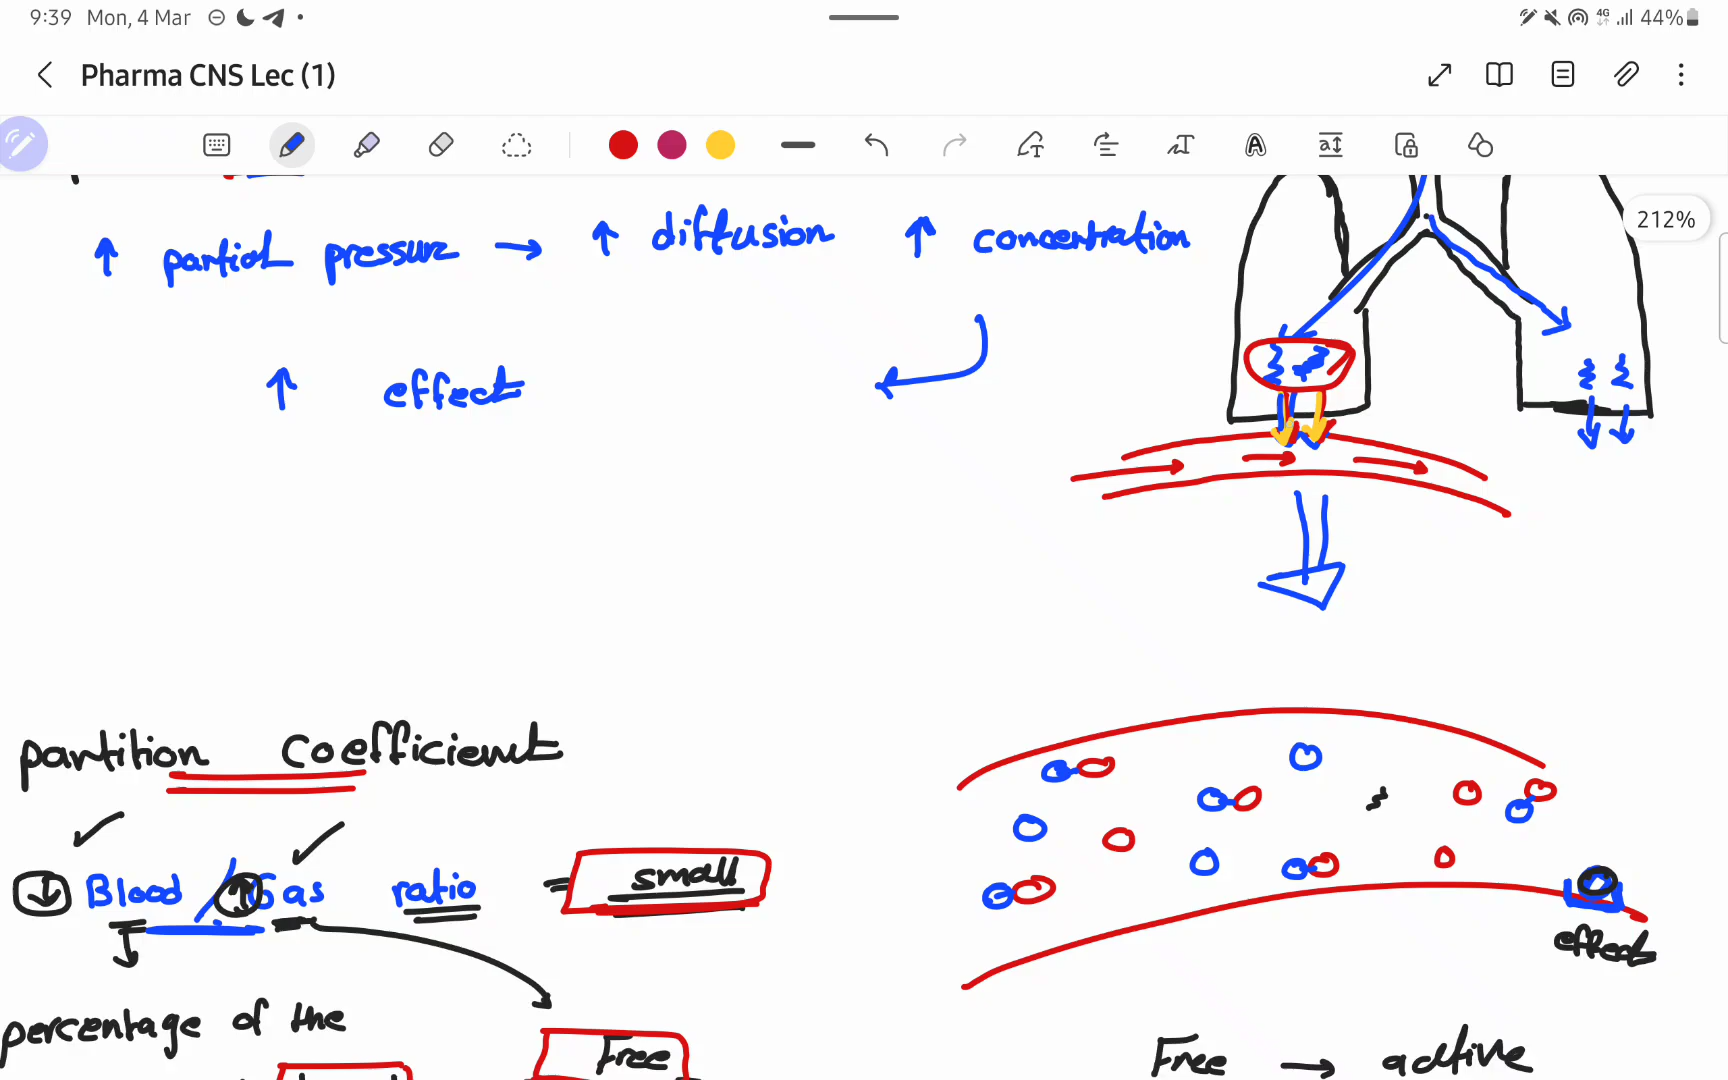 9:39 Mon, 4 Mar
4G 44%
Pharma CNS Lec (1)
212%
↑ partial pressure → ↑ diffusion ↑ concentration
↑ effect
partition Coefficient
↓ Blood / ↑ Gas ratio = small
effect
percentage of the
Free
Free → active